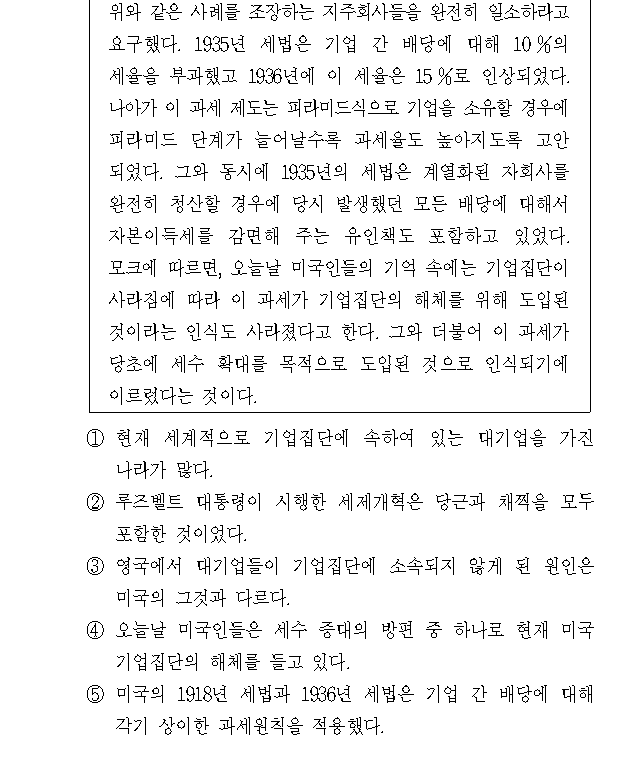 위와 같은 사례를 조장하는 지주회사들을 완전히 일소하라고
요구했다. 1935년 세법은 기업 간 배당에 대해 10 %의
세율을 부과했고 1936년에 이 세율은 15 %로 인상되었다.
나아가 이 과세 제도는 피라미드식으로 기업을 소유할 경우에
피라미드 단계가 늘어날수록 과세율도 높아지도록 고안
되었다. 그와 동시에 1935년의 세법은 계열화된 자회사를
완전히 청산할 경우에 당시 발생했던 모든 배당에 대해서
자본이득세를 감면해 주는 유인책도 포함하고 있었다.
모크에 따르면, 오늘날 미국인들의 기억 속에는 기업집단이
사라짐에 따라 이 과세가 기업집단의 해체를 위해 도입된
것이라는 인식도 사라졌다고 한다. 그와 더불어 이 과세가
당초에 세수 확대를 목적으로 도입된 것으로 인식되기에
이르렀다는 것이다.
① 현재 세계적으로 기업집단에 속하여 있는 대기업을 가진
나라가 많다.
② 루즈벨트 대통령이 시행한 세제개혁은 당근과 채찍을 모두
포함한 것이었다.
③ 영국에서 대기업들이 기업집단에 소속되지 않게 된 원인은
미국의 그것과 다르다.
④ 오늘날 미국인들은 세수 증대의 방편 중 하나로 현재 미국
기업집단의 해체를 들고 있다.
⑤ 미국의 1918년 세법과 1936년 세법은 기업 간 배당에 대해
각기 상이한 과세원칙을 적용했다.